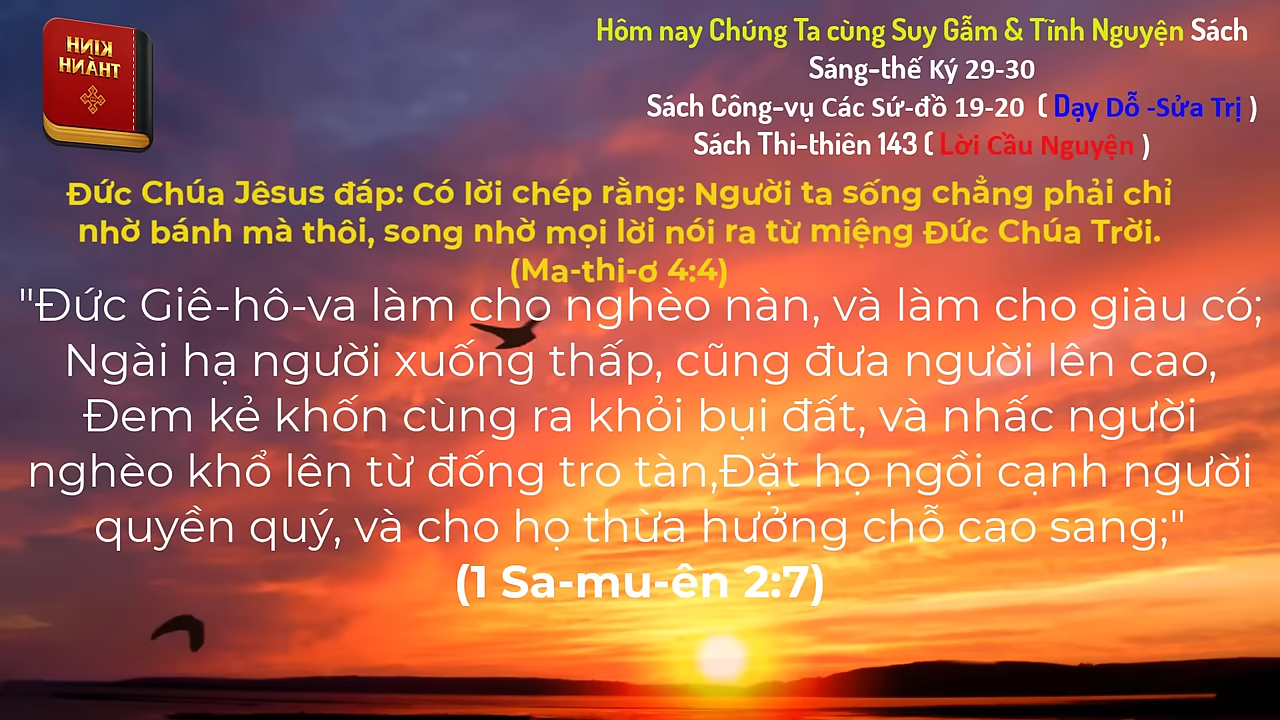 KINH
THÀNH
Hôm nay Chúng Ta cùng Suy Gẫm & Tĩnh Nguyện Sách
Sáng-thế Ký 29-30
Sách Công-vụ Các Sứ-đồ 19-20 ( Dạy Dỗ -Sửa Trị )
Sách Thi-thiên 143 ( Lời Cầu Nguyện )
Đức Chúa Jêsus đáp: Có lời chép rằng: Người ta sống chẳng phải chỉ
nhờ bánh mà thôi, song nhờ mọi lời nói ra từ miệng Đức Chúa Trời.
(Ma-thi-ơ 4:4)
"Đức Giê-hô-va làm cho nghèo nàn, và làm cho giàu có;
Ngài hạ người xuống thấp, cũng đưa người lên cao,
Đem kẻ khốn cùng ra khỏi bụi đất, và nhấc người
nghèo khổ lên từ đống tro tàn,Đặt họ ngồi cạnh người
quyền quý, và cho họ thừa hưởng chỗ cao sang;"
(1 Sa-mu-ên 2:7)